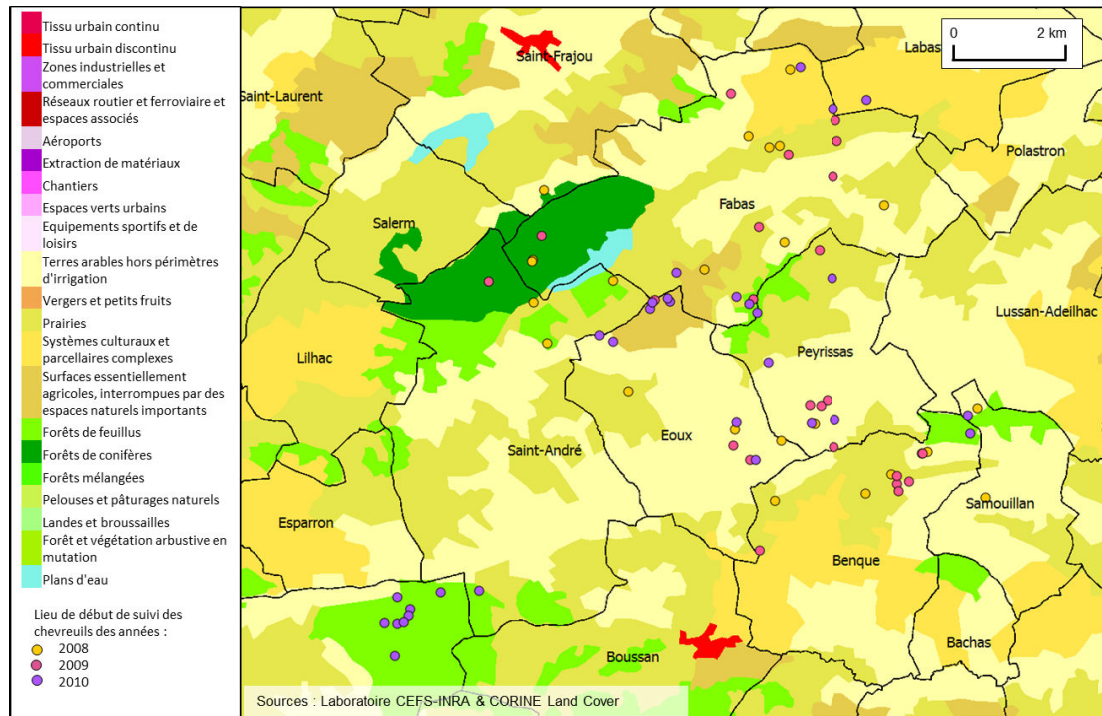 Tissu urbain continu
Tissu urbain discontinu
Zones industrielles et
commerciales
Réseaux routier et ferroviaire et
espaces associés
Aéroports
Extraction de matériaux
Chantiers
Espaces verts urbains
Equipements sportifs et de
loisirs
Terres arables hors périmètres
d'irrigation
Vergers et petits fruits
Prairies
Systèmes culturaux et
parcellaires complexes
Surfaces essentiellement
agricoles, interrompues par des
espaces naturels importants
Forêts de feuillus
Forêts de conifères
Forêts mélangées
Pelouses et pâturages naturels
Landes et broussailles
Forêt et végétation arbustive en
mutation
Plans d'eau
Lieu de début de suivi des
chevreuils des années :
2008
2009
2010
0 2 km
Saint-Frajou
Labas
Saint-Laurent
Polastron
Salerm
Fabas
Lussan-Adeilhac
Lilhac
Peyrissas
Saint-André
Eoux
Esparron
Samouillan
Benque
Bachas
Boussan
Sources : Laboratoire CEFS-INRA & CORINE Land Cover